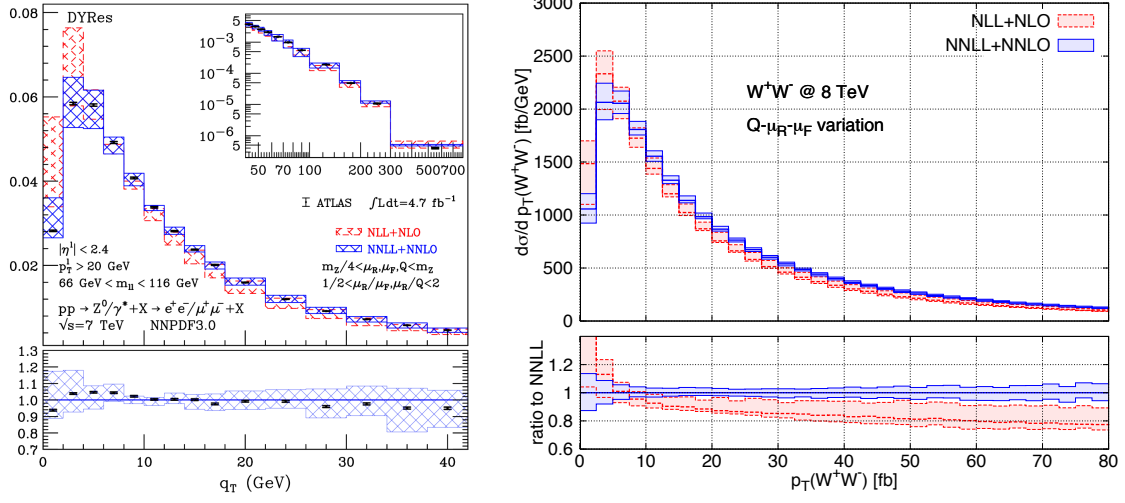 DYRes
0.08
0.06
0.04
0.02
5
10⁻³
5
10⁻⁴
5
10⁻⁵
5
10⁻⁶
5
50 70 100 200 300 500700
ATLAS ∫Ldt=4.7 fb⁻¹
NLL+NLO
NNLL+NNLO
m_Z/4<μ_R,μ_F,Q<m_Z
1/2<μ_R/μ_F,μ_R/Q<2
|η^l|<2.4
p_T^l > 20 GeV
66 GeV < m_ll < 116 GeV
pp → Z⁰/γ* + X → e⁺e⁻/μ⁺μ⁻ + X
√s=7 TeV NNPDF3.0
1.3
1.2
1.1
1.0
0.9
0.8
0.7
0 10 20 30 40
q_T (GeV)
3000
2500
2000
1500
1000
500
0
dσ/d p_T(W⁺W⁻) [fb/GeV]
NLL+NLO
NNLL+NNLO
W⁺W⁻ @ 8 TeV
Q-μ_R-μ_F variation
1.4
1.2
1
0.8
0.6
ratio to NNLL
0 10 20 30 40 50 60 70 80
p_T(W⁺W⁻) [fb]